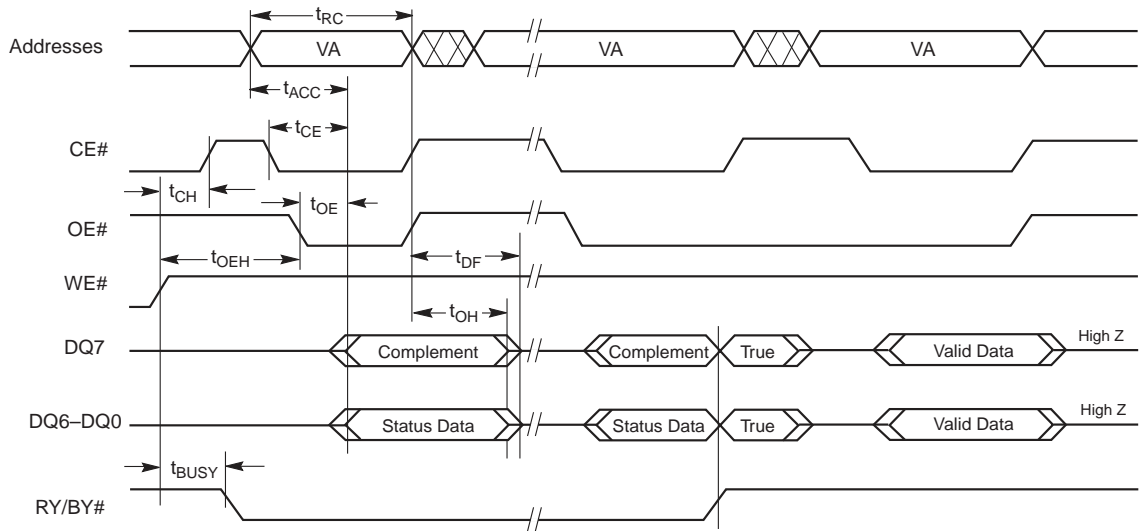 tRC
Addresses VA VA VA
tACC
tCE
CE#
tCH tOE
OE#
tOEH tDF
WE#
tOH
DQ7 Complement Complement True Valid Data High Z
DQ6–DQ0 Status Data Status Data True Valid Data High Z
tBUSY
RY/BY#